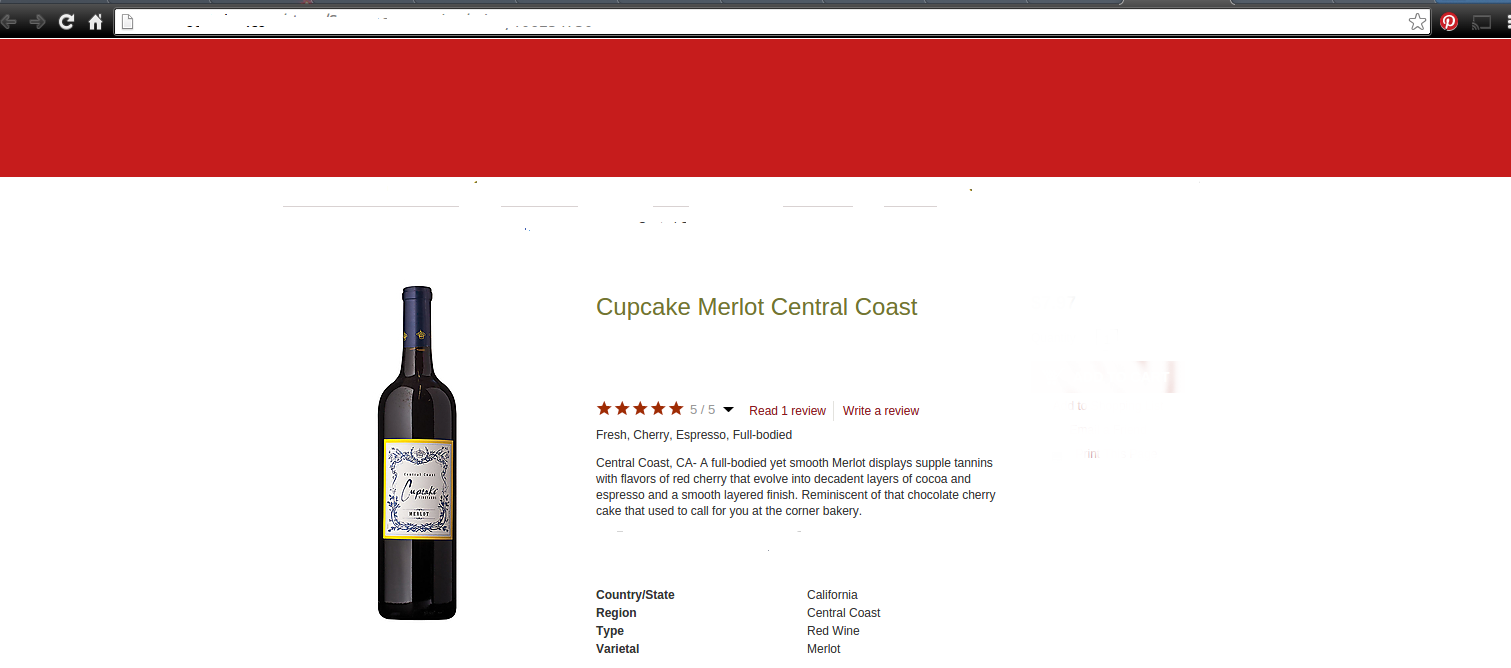 Cupcake Merlot Central Coast
5 / 5 Read 1 review Write a review
Fresh, Cherry, Espresso, Full-bodied
Central Coast, CA- A full-bodied yet smooth Merlot displays supple tannins
with flavors of red cherry that evolve into decadent layers of cocoa and
espresso and a smooth layered finish. Reminiscent of that chocolate cherry
cake that used to call for you at the corner bakery.
Central Coast
Cupcake
VINEYARDS
MERLOT
Country/State California
Region Central Coast
Type Red Wine
Varietal Merlot